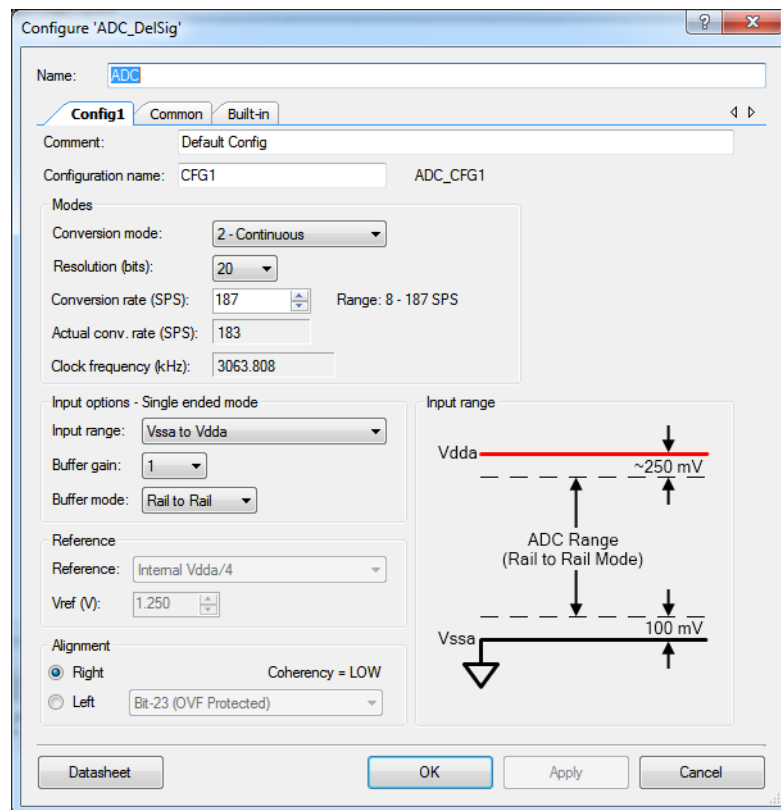 Configure 'ADC_DelSig'
Name: ADC
Config1 Common Built-in
Comment: Default Config
Configuration name: CFG1 ADC_CFG1
Modes
Conversion mode: 2 - Continuous
Resolution (bits): 20
Conversion rate (SPS): 187 Range: 8 - 187 SPS
Actual conv. rate (SPS): 183
Clock frequency (kHz): 3063.808
Input options - Single ended mode
Input range: Vssa to Vdda
Buffer gain: 1
Buffer mode: Rail to Rail
Input range
Vdda
~250 mV
ADC Range
(Rail to Rail Mode)
100 mV
Vssa
Reference
Reference: Internal Vdda/4
Vref (V): 1.250
Alignment
Right Coherency = LOW
Left Bit-23 (OVF Protected)
Datasheet OK Apply Cancel